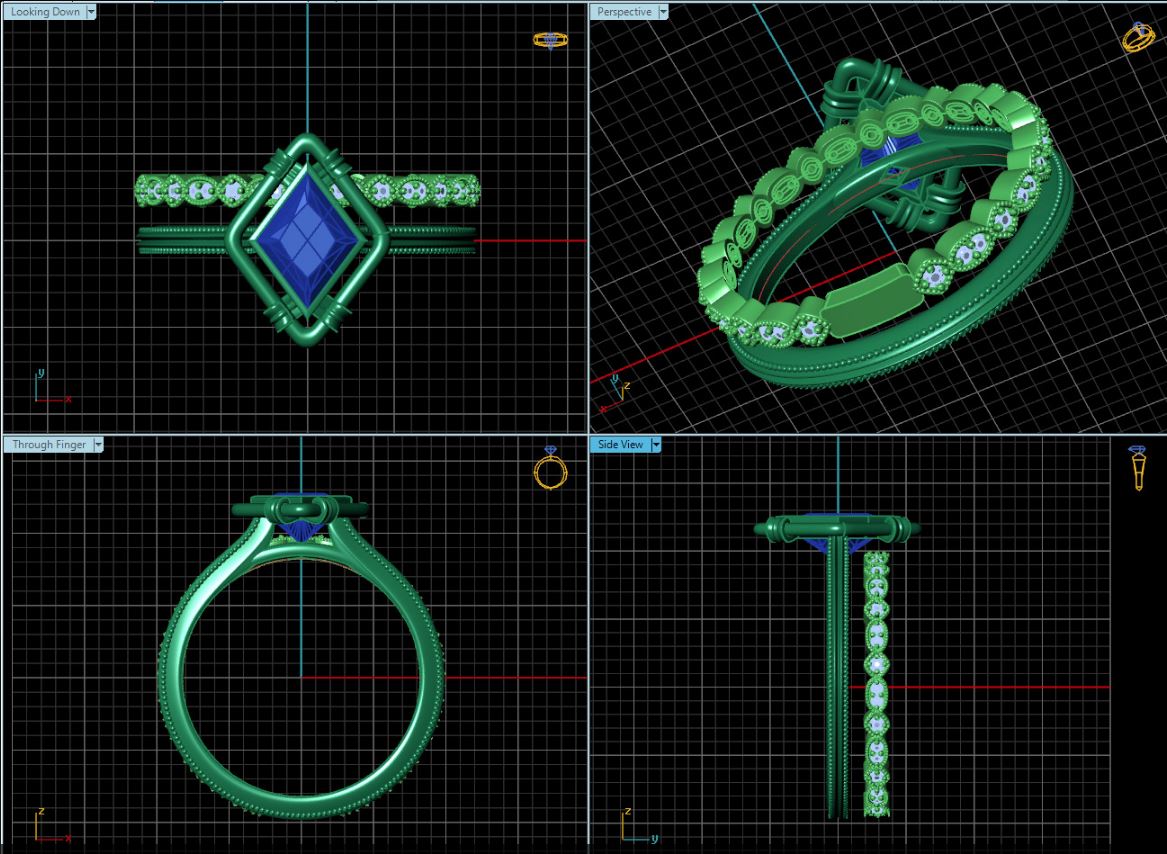 Looking Down
Perspective
y
x
y
z
x
Through Finger
Side View
z
x
z
y